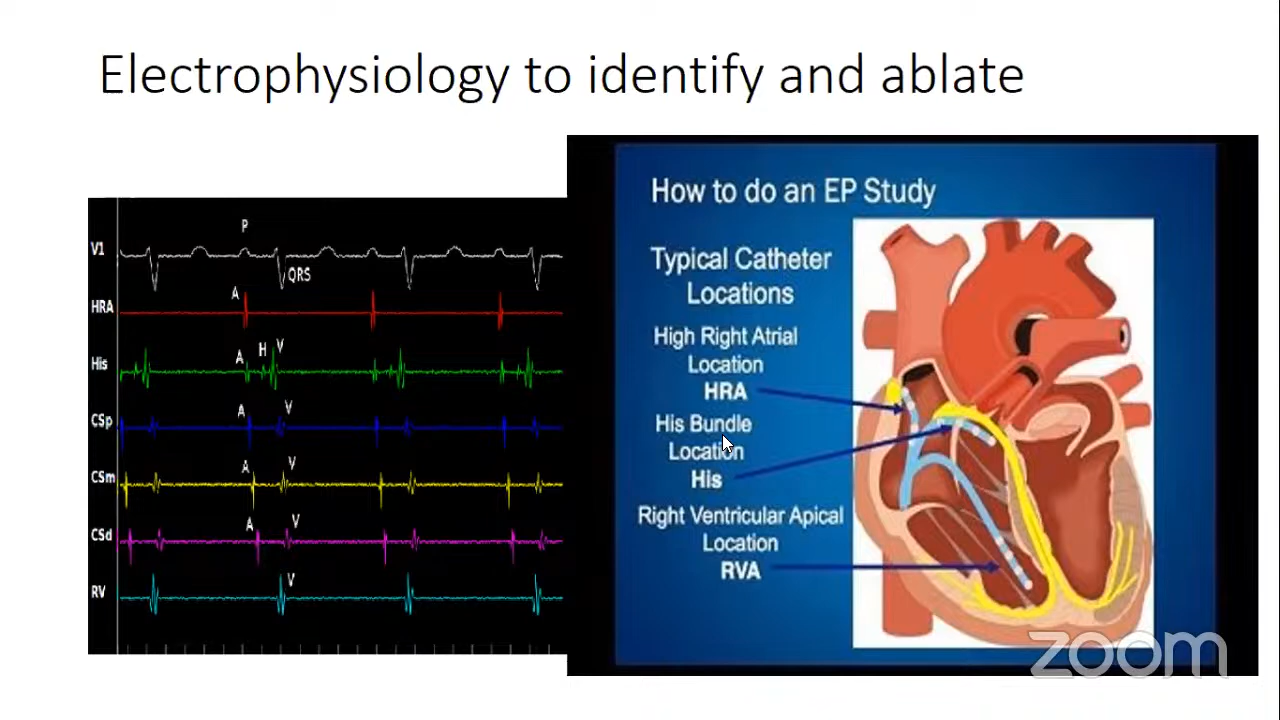 Electrophysiology to identify and ablate
P
V1
QRS
A
HRA
A H V
His
A V
CSp
A V
CSm
A V
CSd
V
RV
How to do an EP Study
Typical Catheter
Locations
High Right Atrial
Location
HRA
His Bundle
Location
His
Right Ventricular Apical
Location
RVA
zoom